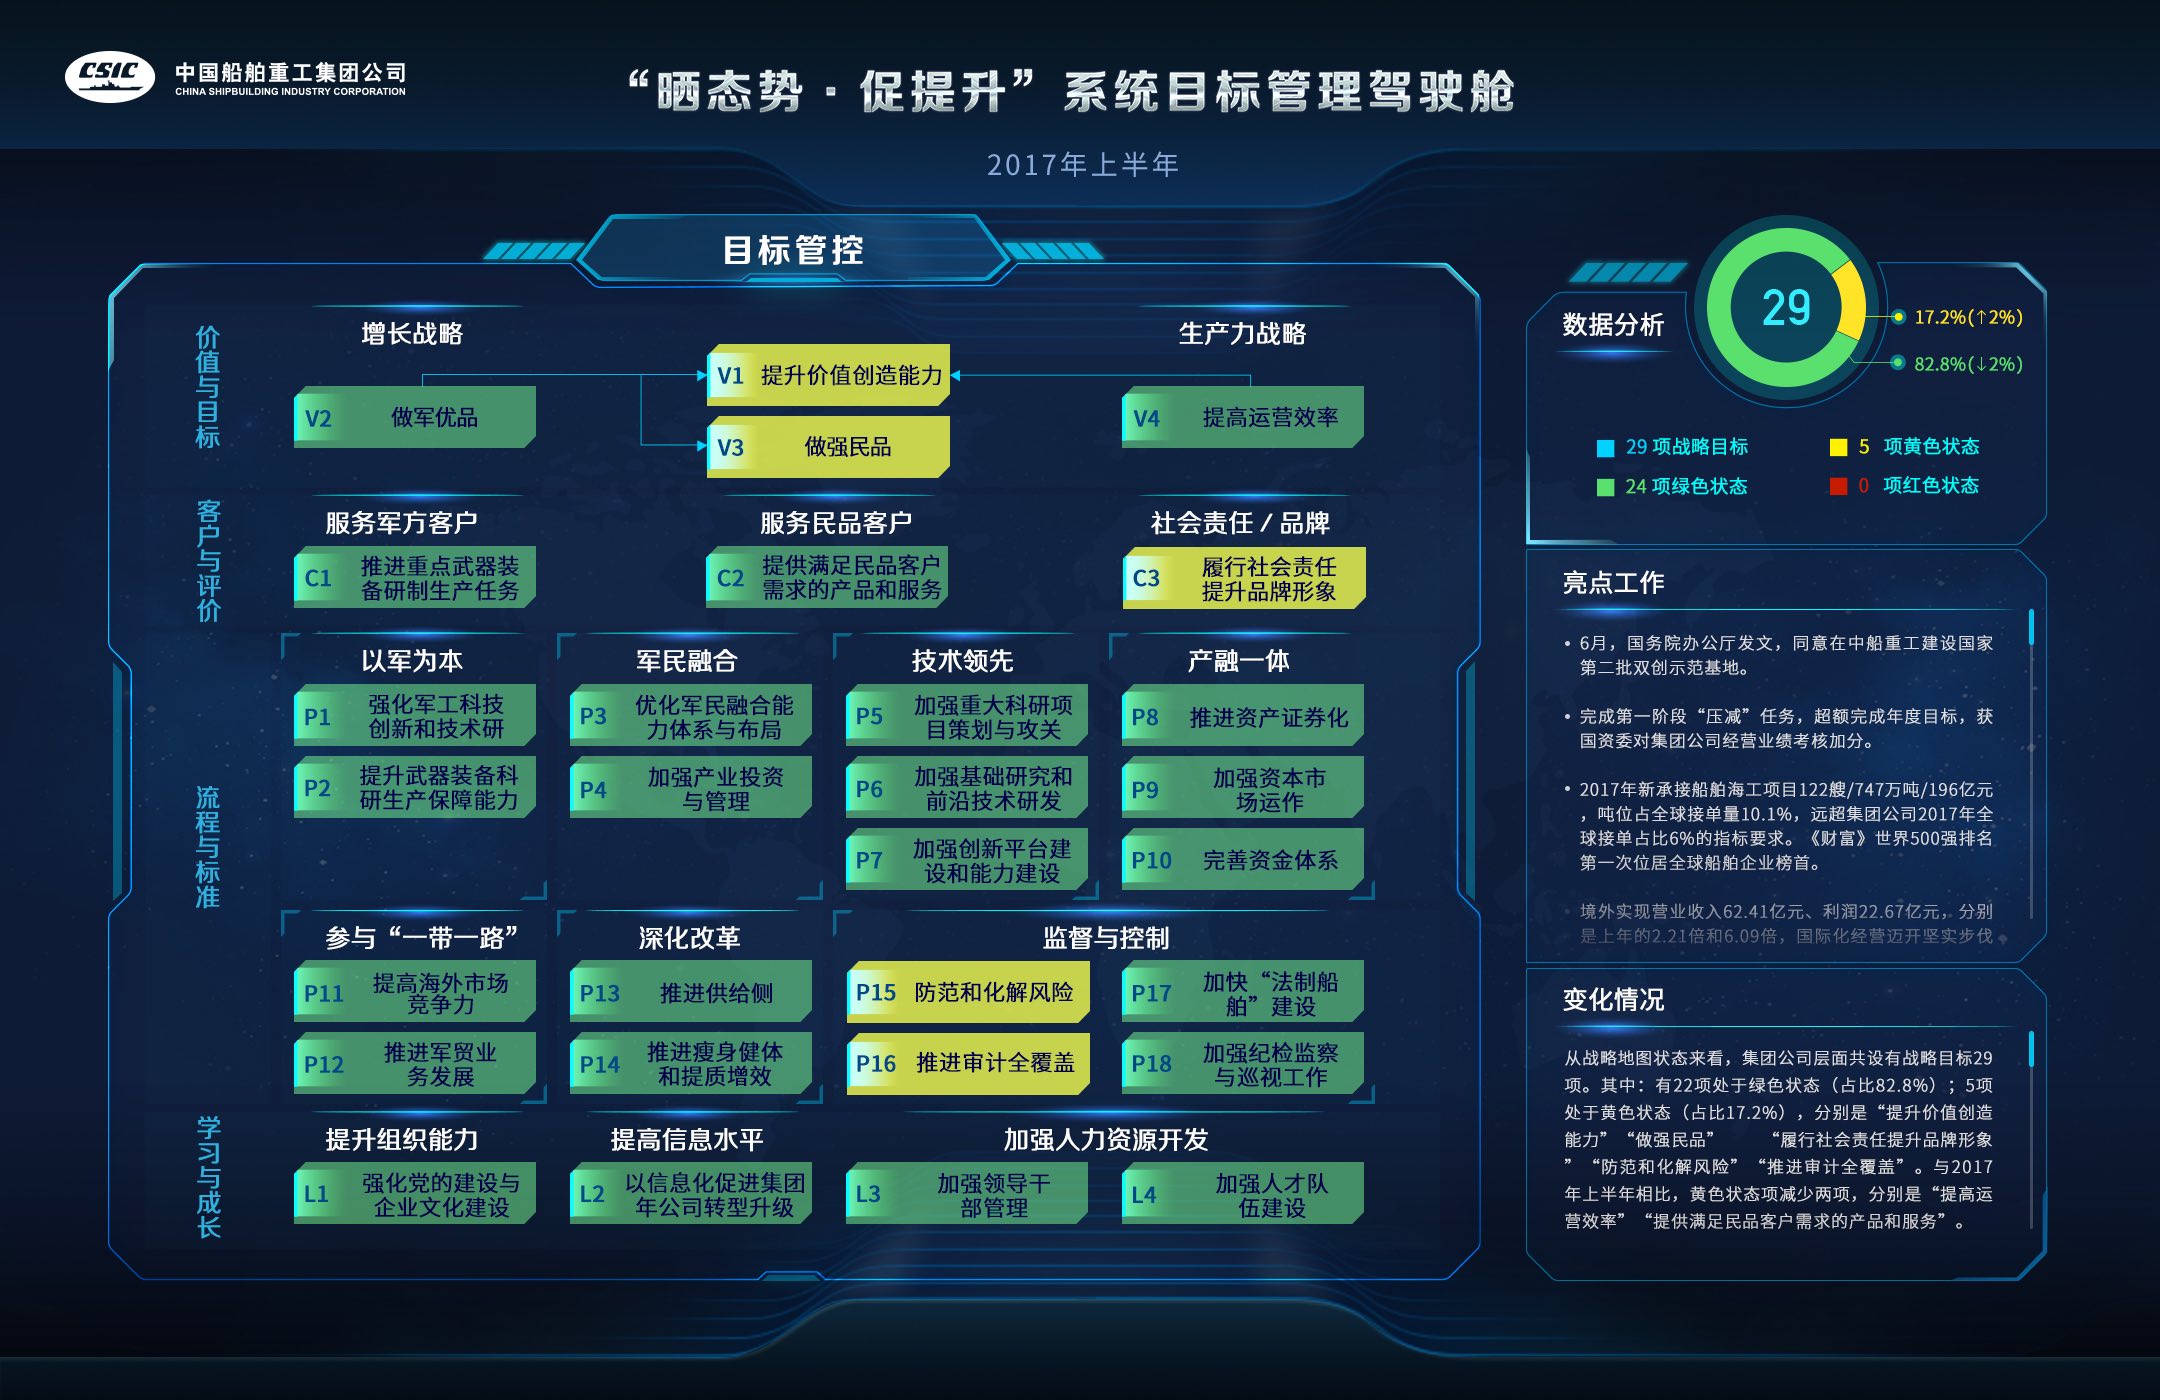 CSIC
中国船舶重工集团公司
CHINA SHIPBUILDING INDUSTRY CORPORATION
“晒态势·促提升”系统目标管理驾驶舱
2017年上半年
目标管控
价值与目标
增长战略
生产力战略
V1 提升价值创造能力
V2 做军优品
V3 做强民品
V4 提高运营效率
客户与评价
服务军方客户
服务民品客户
社会责任 / 品牌
C1 推进重点武器装
备研制生产任务
C2 提供满足民品客户
需求的产品和服务
C3 履行社会责任
提升品牌形象
流程与标准
以军为本
军民融合
技术领先
产融一体
P1 强化军工科技
创新和技术研
P3 优化军民融合能
力体系与布局
P5 加强重大科研项
目策划与攻关
P8 推进资产证券化
P2 提升武器装备科
研生产保障能力
P4 加强产业投资
与管理
P6 加强基础研究和
前沿技术研发
P9 加强资本市
场运作
P7 加强创新平台建
设和能力建设
P10 完善资金体系
参与“一带一路”
深化改革
监督与控制
P11 提高海外市场
竞争力
P13 推进供给侧
P15 防范和化解风险
P17 加快“法制船
舶”建设
P12 推进军贸业
务发展
P14 推进瘦身健体
和提质增效
P16 推进审计全覆盖
P18 加强纪检监察
与巡视工作
学习与成长
提升组织能力
提高信息水平
加强人力资源开发
L1 强化党的建设与
企业文化建设
L2 以信息化促进集团
年公司转型升级
L3 加强领导干
部管理
L4 加强人才队
伍建设
数据分析
29
17.2%(↑2%)
82.8%(↓2%)
29 项战略目标
5 项黄色状态
24 项绿色状态
0 项红色状态
亮点工作
• 6月，国务院办公厅发文，同意在中船重工建设国家
第二批双创示范基地。
• 完成第一阶段“压减”任务，超额完成年度目标，获
国资委对集团公司经营业绩考核加分。
• 2017年新承接船舶海工项目122艘/747万吨/196亿元
，吨位占全球接单量10.1%，远超集团公司2017年全
球接单占比6%的指标要求。《财富》世界500强排名
第一次位居全球船舶企业榜首。
• 境外实现营业收入62.41亿元、利润22.67亿元，分别
是上年的2.21倍和6.09倍，国际化经营迈开坚实步伐
变化情况
从战略地图状态来看，集团公司层面共设有战略目标29
项。其中：有22项处于绿色状态（占比82.8%）；5项
处于黄色状态（占比17.2%），分别是“提升价值创造
能力”“做强民品” “履行社会责任提升品牌形象
”“防范和化解风险”“推进审计全覆盖”。与2017
年上半年相比，黄色状态项减少两项，分别是“提高运
营效率”“提供满足民品客户需求的产品和服务”。